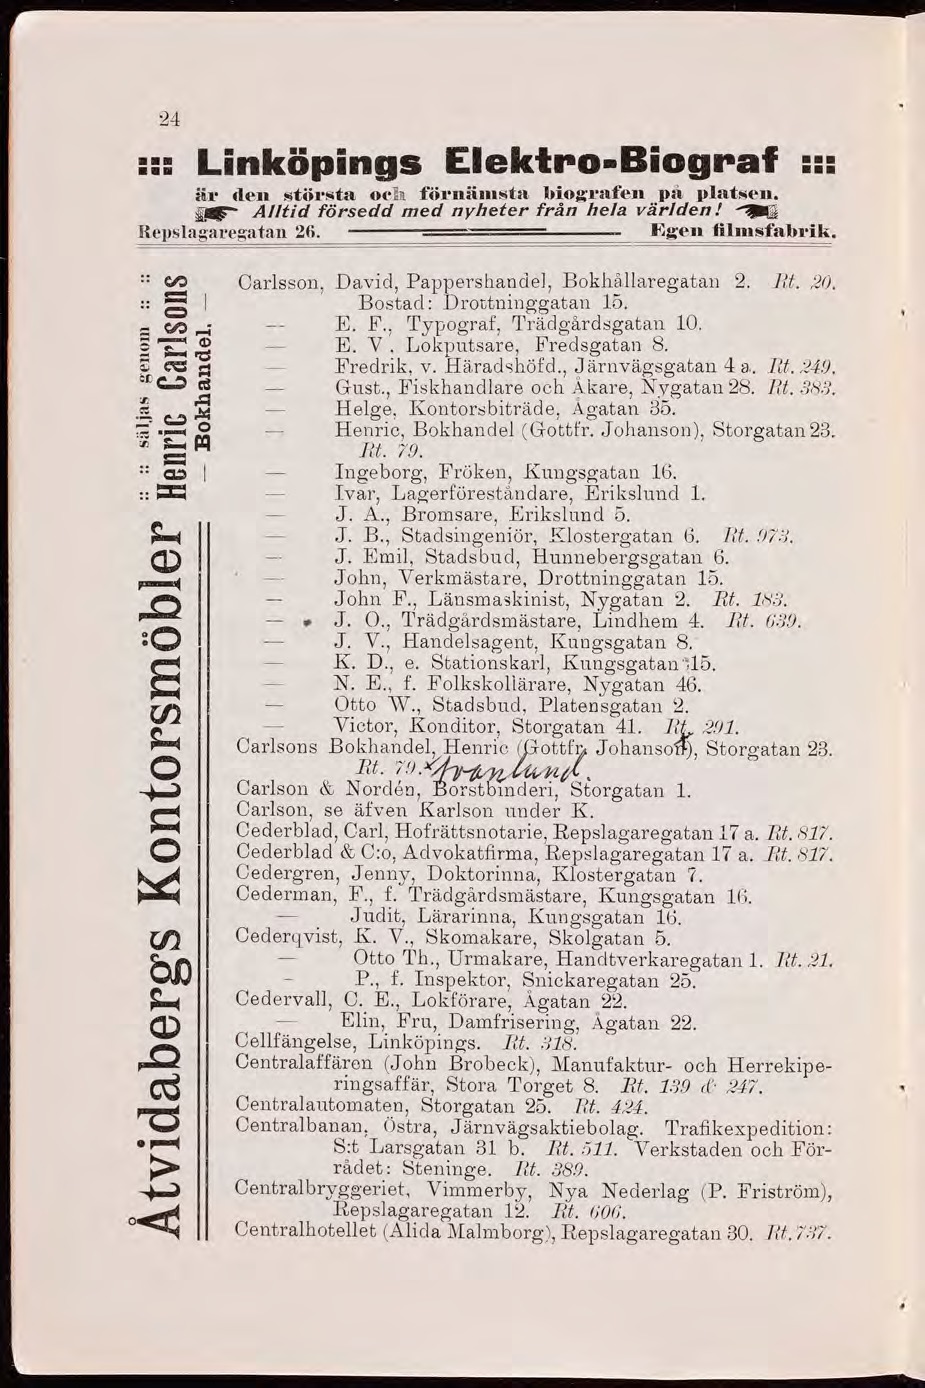 24
::: Linköpings Elektro-Biograf :::
är den största och förnämsta biografen på platsen.
Alltid försedd med nyheter från hela världen!
Repslagaregatan 26. Egen filmsfabrik.
Åtvidabergs Kontorsmöbler
:: :: säljas genom :: ::
Henric Carlsons
— Bokhandel. —
Carlsson, David, Pappershandel, Bokhållaregatan 2. Rt. 20.
Bostad: Drottninggatan 15.
— E. F., Typograf, Trädgårdsgatan 10.
— E. V., Lokputsare, Fredsgatan 8.
— Fredrik, v. Häradshöfd., Järnvägsgatan 4 a. Rt. 249.
— Gust., Fiskhandlare och Åkare, Nygatan 28. Rt. 383.
— Helge, Kontorsbiträde, Ågatan 35.
— Henric, Bokhandel (Gottfr. Johanson), Storgatan 23.
Rt. 79.
— Ingeborg, Fröken, Kungsgatan 16.
— Ivar, Lagerföreståndare, Erikslund 1.
— J. A., Bromsare, Erikslund 5.
— J. B., Stadsingeniör, Klostergatan 6. Rt. 973.
— J. Emil, Stadsbud, Hunnebergsgatan 6.
— John, Verkmästare, Drottninggatan 15.
— John F., Länsmaskinist, Nygatan 2. Rt. 183.
— J. O., Trädgårdsmästare, Lindhem 4. Rt. 639.
— J. V., Handelsagent, Kungsgatan 8.
— K. D., e. Stationskarl, Kungsgatan 15.
— N. E., f. Folkskollärare, Nygatan 46.
— Otto W., Stadsbud, Platensgatan 2.
— Victor, Konditor, Storgatan 41. Rt. 291.
Carlsons Bokhandel, Henric (Gottfr. Johanson), Storgatan 23.
Rt. 79.
Carlson & Nordén, Borstbinderi, Storgatan 1.
Carlson, se äfven Karlson under K.
Cederblad, Carl, Hofrättsnotarie, Repslagaregatan 17 a. Rt. 817.
Cederblad & C:o, Advokatfirma, Repslagaregatan 17 a. Rt. 817.
Cedergren, Jenny, Doktorinna, Klostergatan 7.
Cederman, F., f. Trädgårdsmästare, Kungsgatan 16.
— Judit, Lärarinna, Kungsgatan 16.
Cederqvist, K. V., Skomakare, Skolgatan 5.
— Otto Th., Urmakare, Handtverkaregatan 1. Rt. 21.
— P., f. Inspektor, Snickaregatan 25.
Cedervall, C. E., Lokförare, Ågatan 22.
— Elin, Fru, Damfrisering, Ågatan 22.
Cellfängelse, Linköpings. Rt. 318.
Centralaffären (John Brobeck), Manufaktur- och Herrekipe-
ringsaffär, Stora Torget 8. Rt. 139 & 247.
Centralautomaten, Storgatan 25. Rt. 424.
Centralbanan, Östra, Järnvägsaktiebolag. Trafikexpedition:
S:t Larsgatan 31 b. Rt. 511. Verkstaden och För-
rådet: Steninge. Rt. 389.
Centralbryggeriet, Vimmerby, Nya Nederlag (P. Friström),
Repslagaregatan 12. Rt. 606.
Centralhotellet (Alida Malmborg), Repslagaregatan 30. Rt. 737.